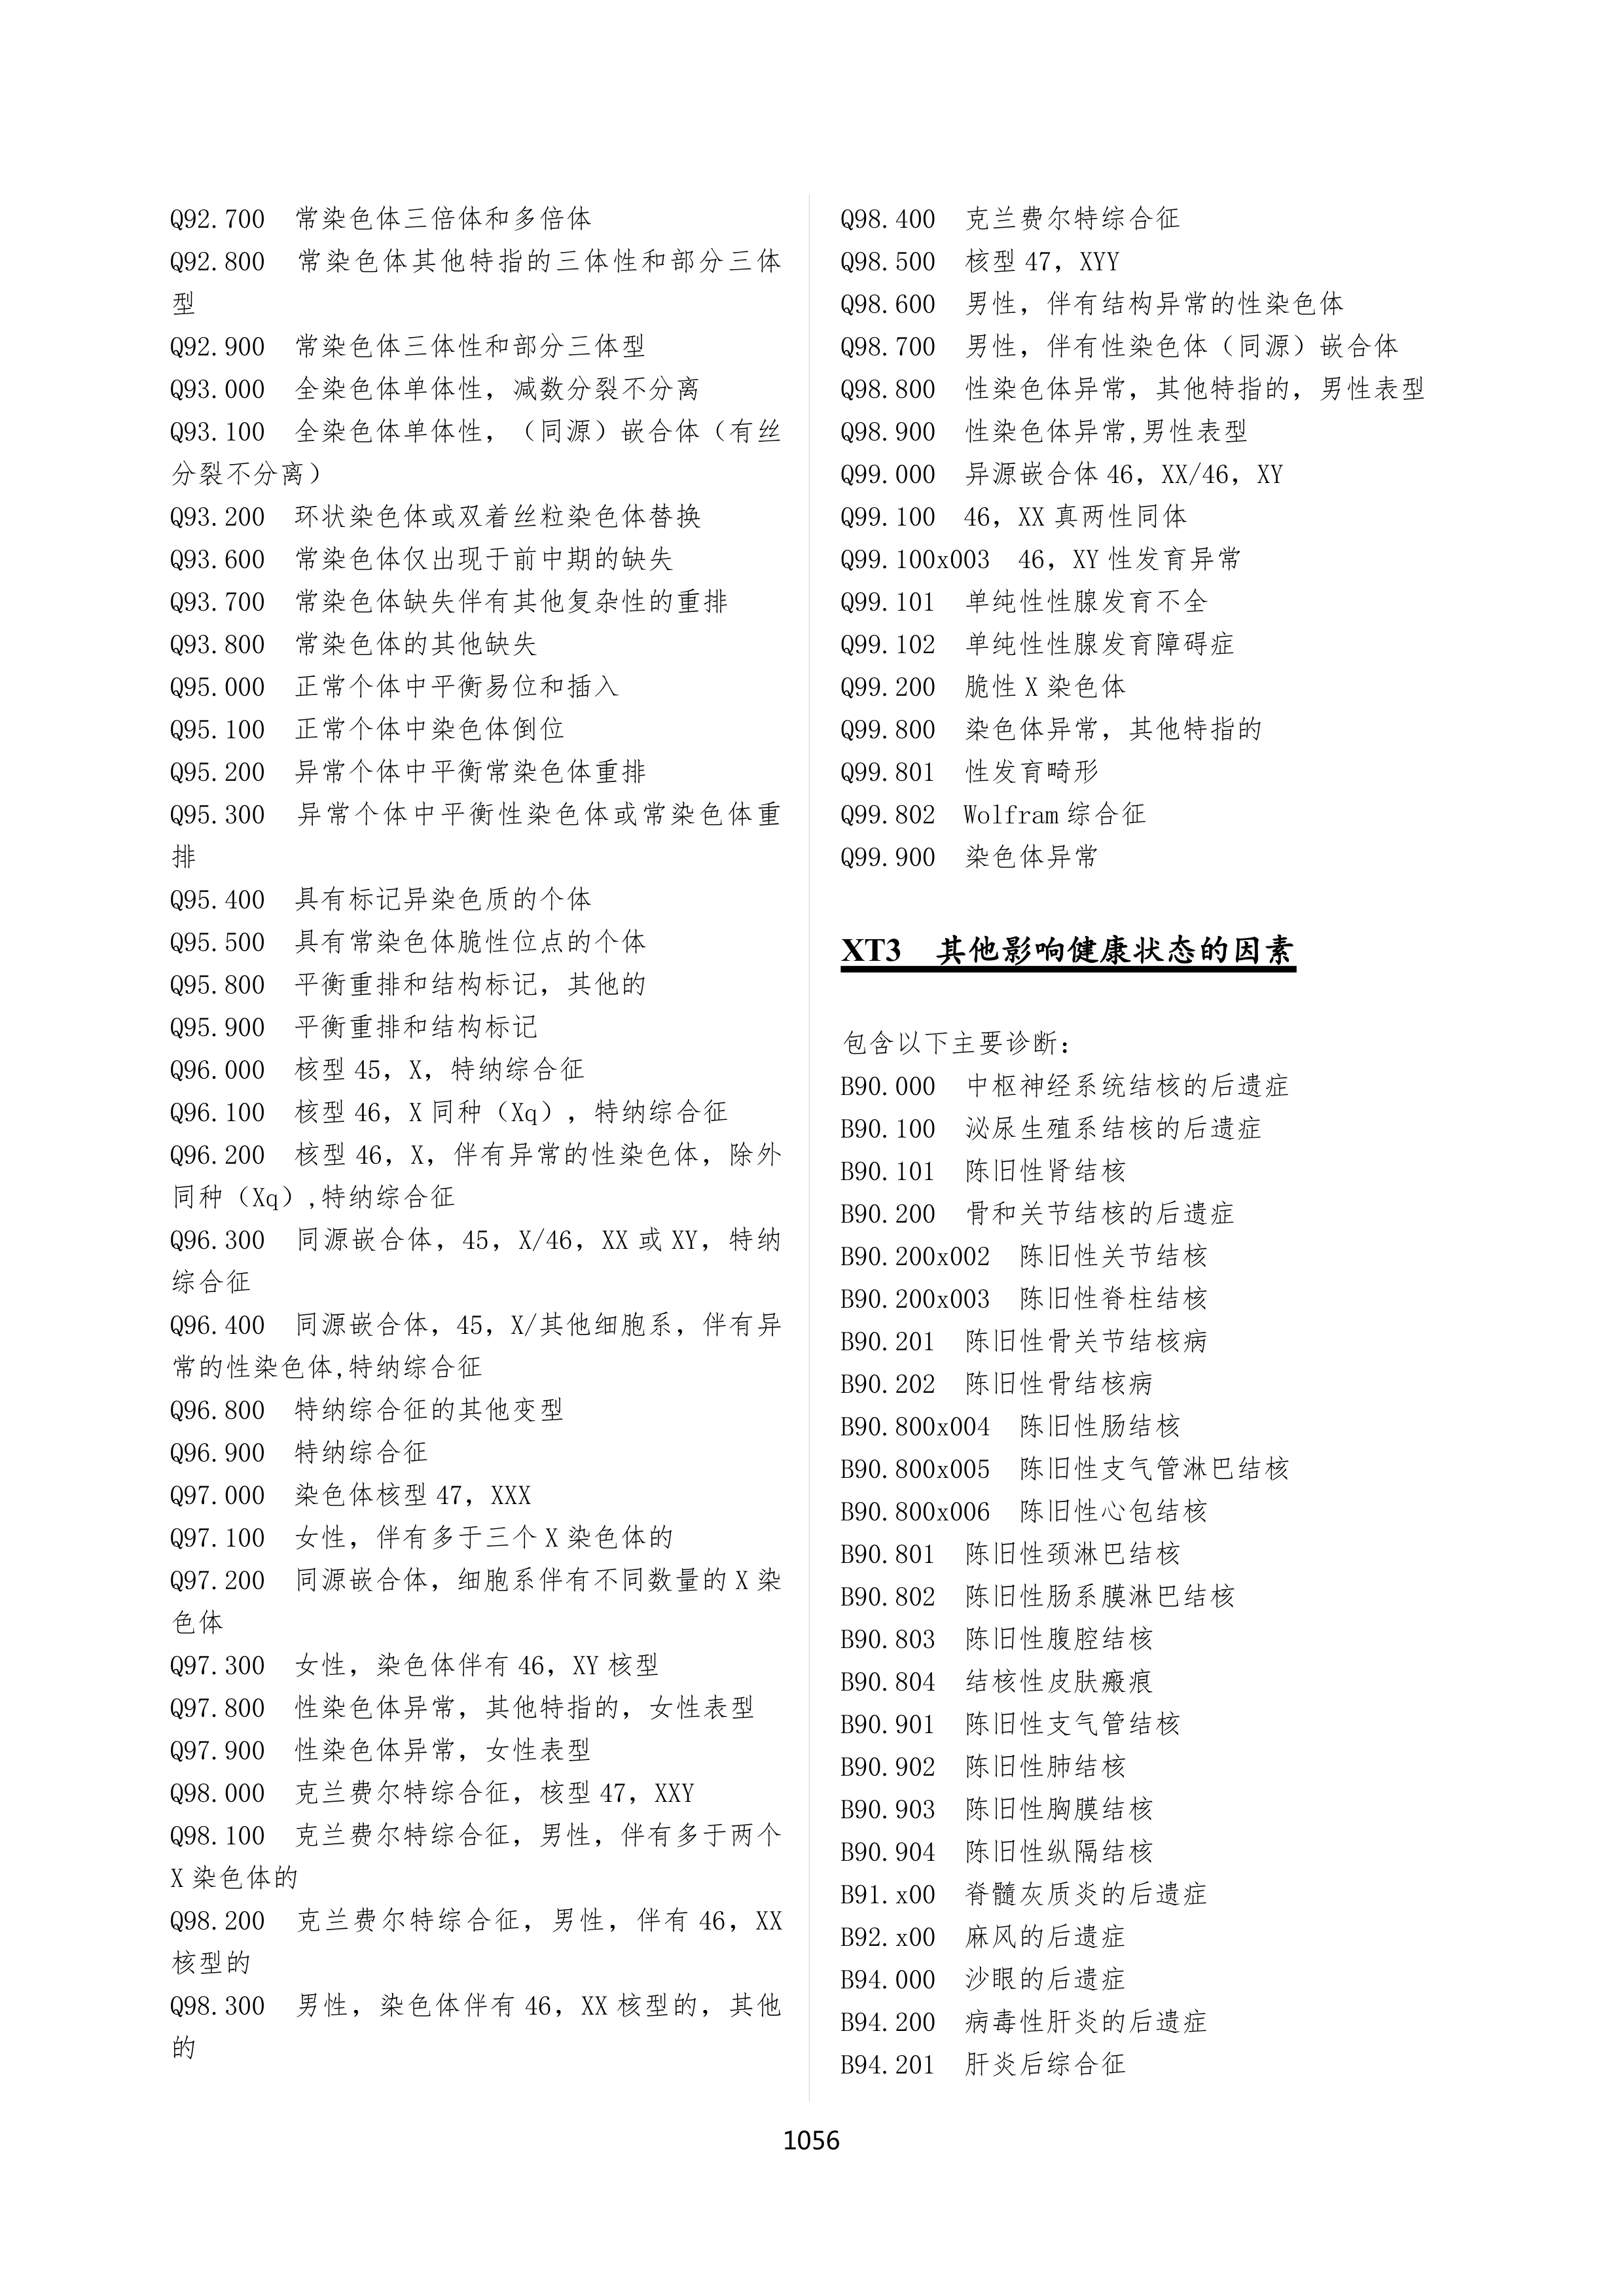 Q92.700 常染色体三倍体和多倍体
Q92.800 常染色体其他特指的三体性和部分三体
型
Q92.900 常染色体三体性和部分三体型
Q93.000 全染色体单体性，减数分裂不分离
Q93.100 全染色体单体性，（同源）嵌合体（有丝
分裂不分离）
Q93.200 环状染色体或双着丝粒染色体替换
Q93.600 常染色体仅出现于前中期的缺失
Q93.700 常染色体缺失伴有其他复杂性的重排
Q93.800 常染色体的其他缺失
Q95.000 正常个体中平衡易位和插入
Q95.100 正常个体中染色体倒位
Q95.200 异常个体中平衡常染色体重排
Q95.300 异常个体中平衡性染色体或常染色体重
排
Q95.400 具有标记异染色质的个体
Q95.500 具有常染色体脆性位点的个体
Q95.800 平衡重排和结构标记，其他的
Q95.900 平衡重排和结构标记
Q96.000 核型 45，X，特纳综合征
Q96.100 核型 46，X 同种（Xq），特纳综合征
Q96.200 核型 46，X，伴有异常的性染色体，除外
同种（Xq）,特纳综合征
Q96.300 同源嵌合体，45，X/46，XX 或 XY，特纳
综合征
Q96.400 同源嵌合体，45，X/其他细胞系，伴有异
常的性染色体,特纳综合征
Q96.800 特纳综合征的其他变型
Q96.900 特纳综合征
Q97.000 染色体核型 47，XXX
Q97.100 女性，伴有多于三个 X 染色体的
Q97.200 同源嵌合体，细胞系伴有不同数量的 X 染
色体
Q97.300 女性，染色体伴有 46，XY 核型
Q97.800 性染色体异常，其他特指的，女性表型
Q97.900 性染色体异常，女性表型
Q98.000 克兰费尔特综合征，核型 47，XXY
Q98.100 克兰费尔特综合征，男性，伴有多于两个
X 染色体的
Q98.200 克兰费尔特综合征，男性，伴有 46，XX
核型的
Q98.300 男性，染色体伴有 46，XX 核型的，其他
的
Q98.400 克兰费尔特综合征
Q98.500 核型 47，XYY
Q98.600 男性，伴有结构异常的性染色体
Q98.700 男性，伴有性染色体（同源）嵌合体
Q98.800 性染色体异常，其他特指的，男性表型
Q98.900 性染色体异常,男性表型
Q99.000 异源嵌合体 46，XX/46，XY
Q99.100 46，XX 真两性同体
Q99.100x003 46，XY 性发育异常
Q99.101 单纯性性腺发育不全
Q99.102 单纯性性腺发育障碍症
Q99.200 脆性 X 染色体
Q99.800 染色体异常，其他特指的
Q99.801 性发育畸形
Q99.802 Wolfram 综合征
Q99.900 染色体异常
XT3 其他影响健康状态的因素
包含以下主要诊断：
B90.000 中枢神经系统结核的后遗症
B90.100 泌尿生殖系结核的后遗症
B90.101 陈旧性肾结核
B90.200 骨和关节结核的后遗症
B90.200x002 陈旧性关节结核
B90.200x003 陈旧性脊柱结核
B90.201 陈旧性骨关节结核病
B90.202 陈旧性骨结核病
B90.800x004 陈旧性肠结核
B90.800x005 陈旧性支气管淋巴结核
B90.800x006 陈旧性心包结核
B90.801 陈旧性颈淋巴结核
B90.802 陈旧性肠系膜淋巴结核
B90.803 陈旧性腹腔结核
B90.804 结核性皮肤瘢痕
B90.901 陈旧性支气管结核
B90.902 陈旧性肺结核
B90.903 陈旧性胸膜结核
B90.904 陈旧性纵隔结核
B91.x00 脊髓灰质炎的后遗症
B92.x00 麻风的后遗症
B94.000 沙眼的后遗症
B94.200 病毒性肝炎的后遗症
B94.201 肝炎后综合征
1056